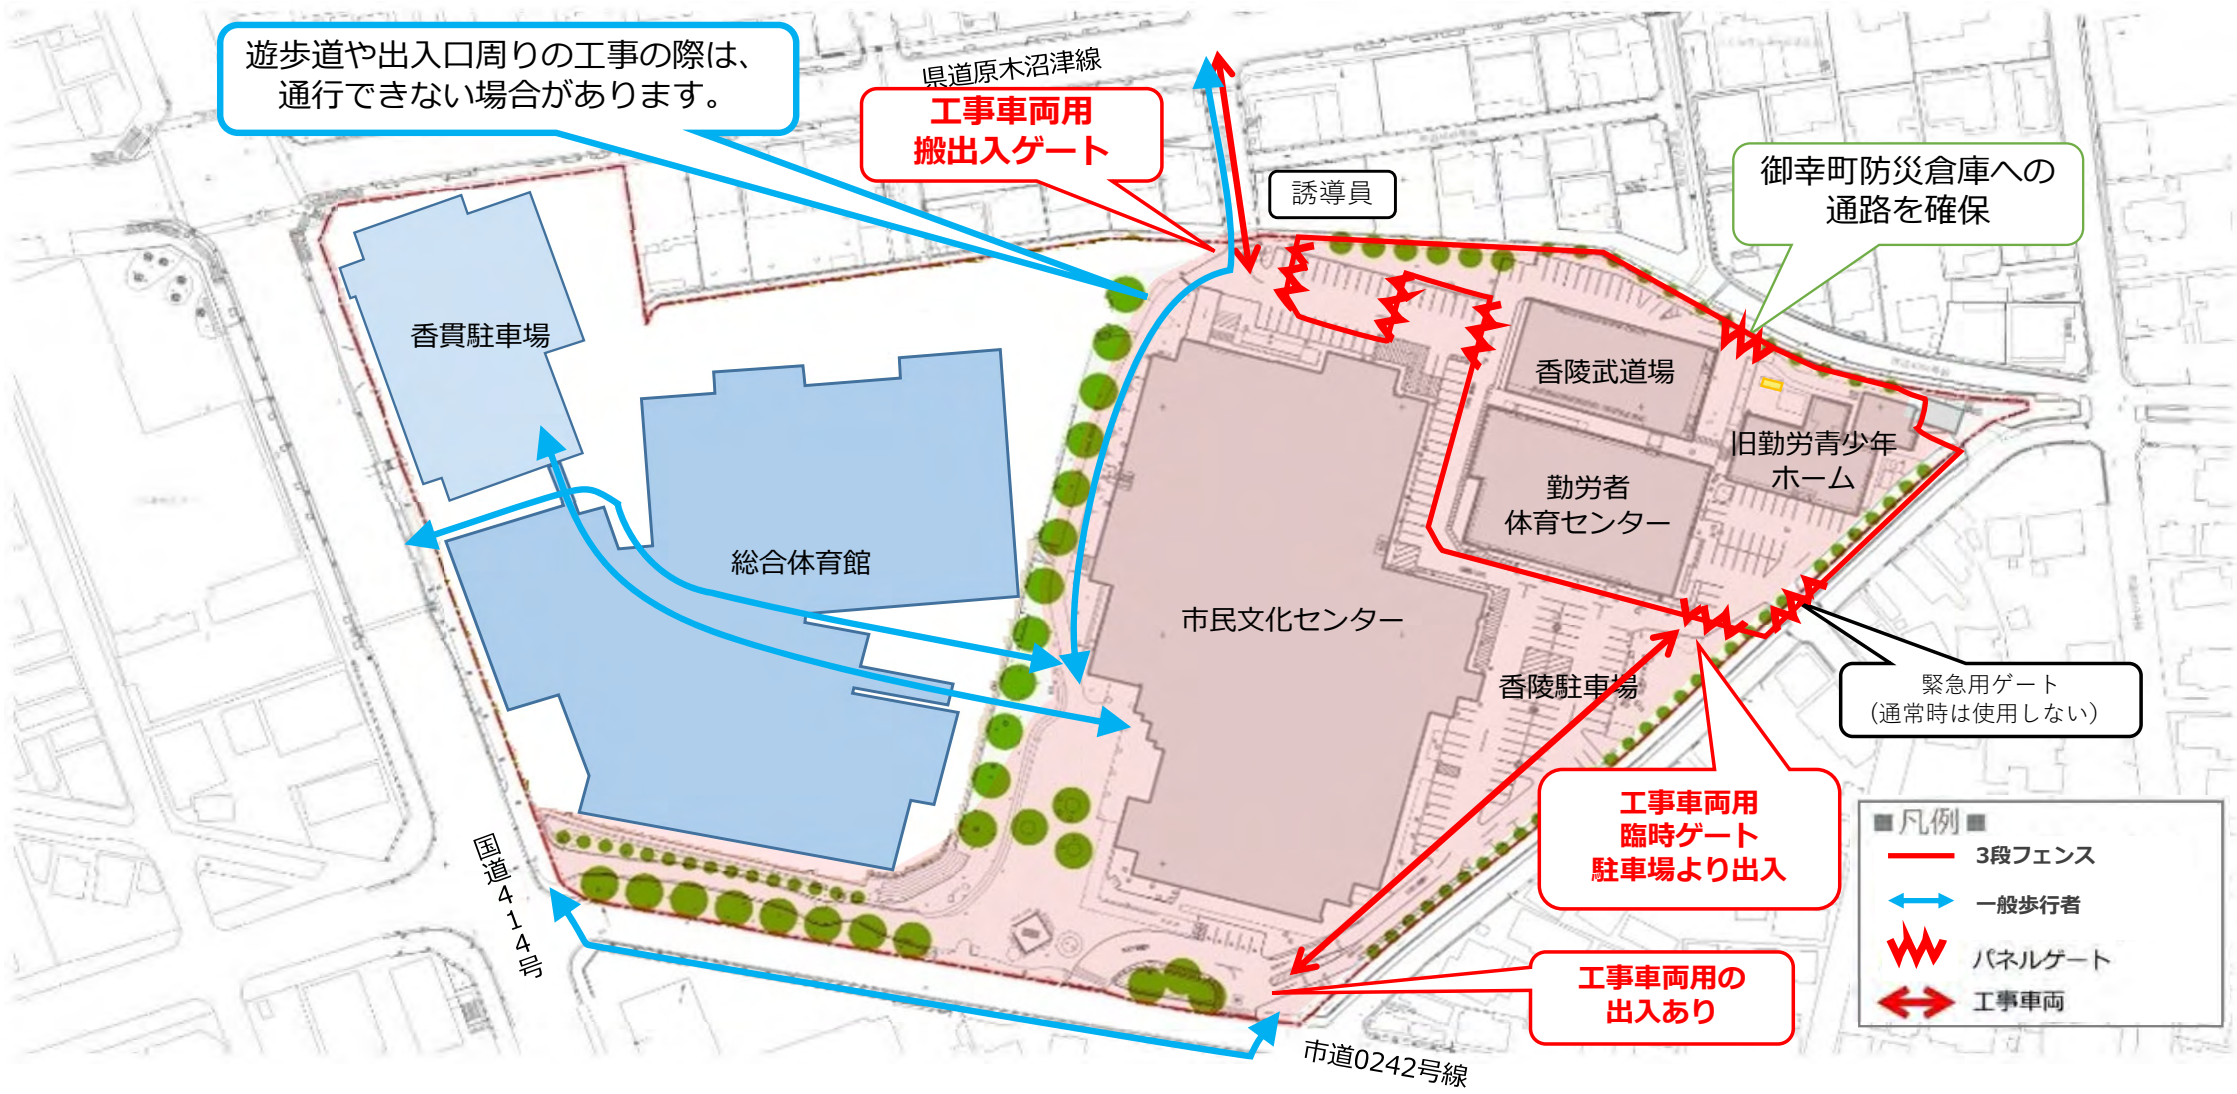 遊歩道や出入口周りの工事の際は、
通行できない場合があります。
県道原木沼津線
工事車両用
搬出入ゲート
誘導員
御幸町防災倉庫への
通路を確保
香貫駐車場
香陵武道場
旧勤労青少年
ホーム
勤労者
体育センター
総合体育館
市民文化センター
香陵駐車場
緊急用ゲート
（通常時は使用しない）
工事車両用
臨時ゲート
駐車場より出入
国道414号
工事車両用の
出入あり
市道0242号線
■凡例■
3段フェンス
一般歩行者
パネルゲート
工事車両